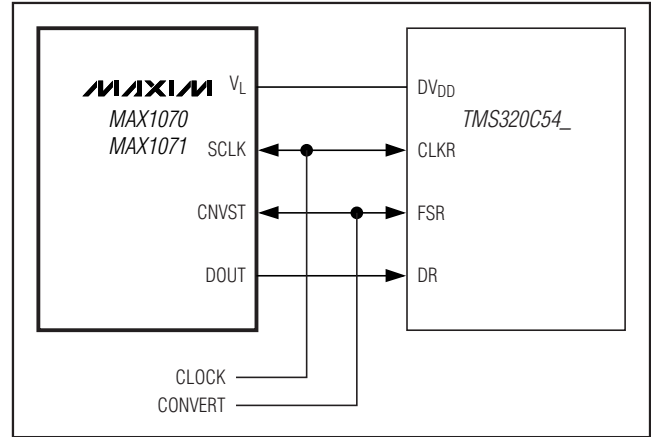 MAXIM VL DVDD
MAX1070 TMS320C54_
MAX1071 SCLK CLKR
CNVST FSR
DOUT DR
CLOCK
CONVERT